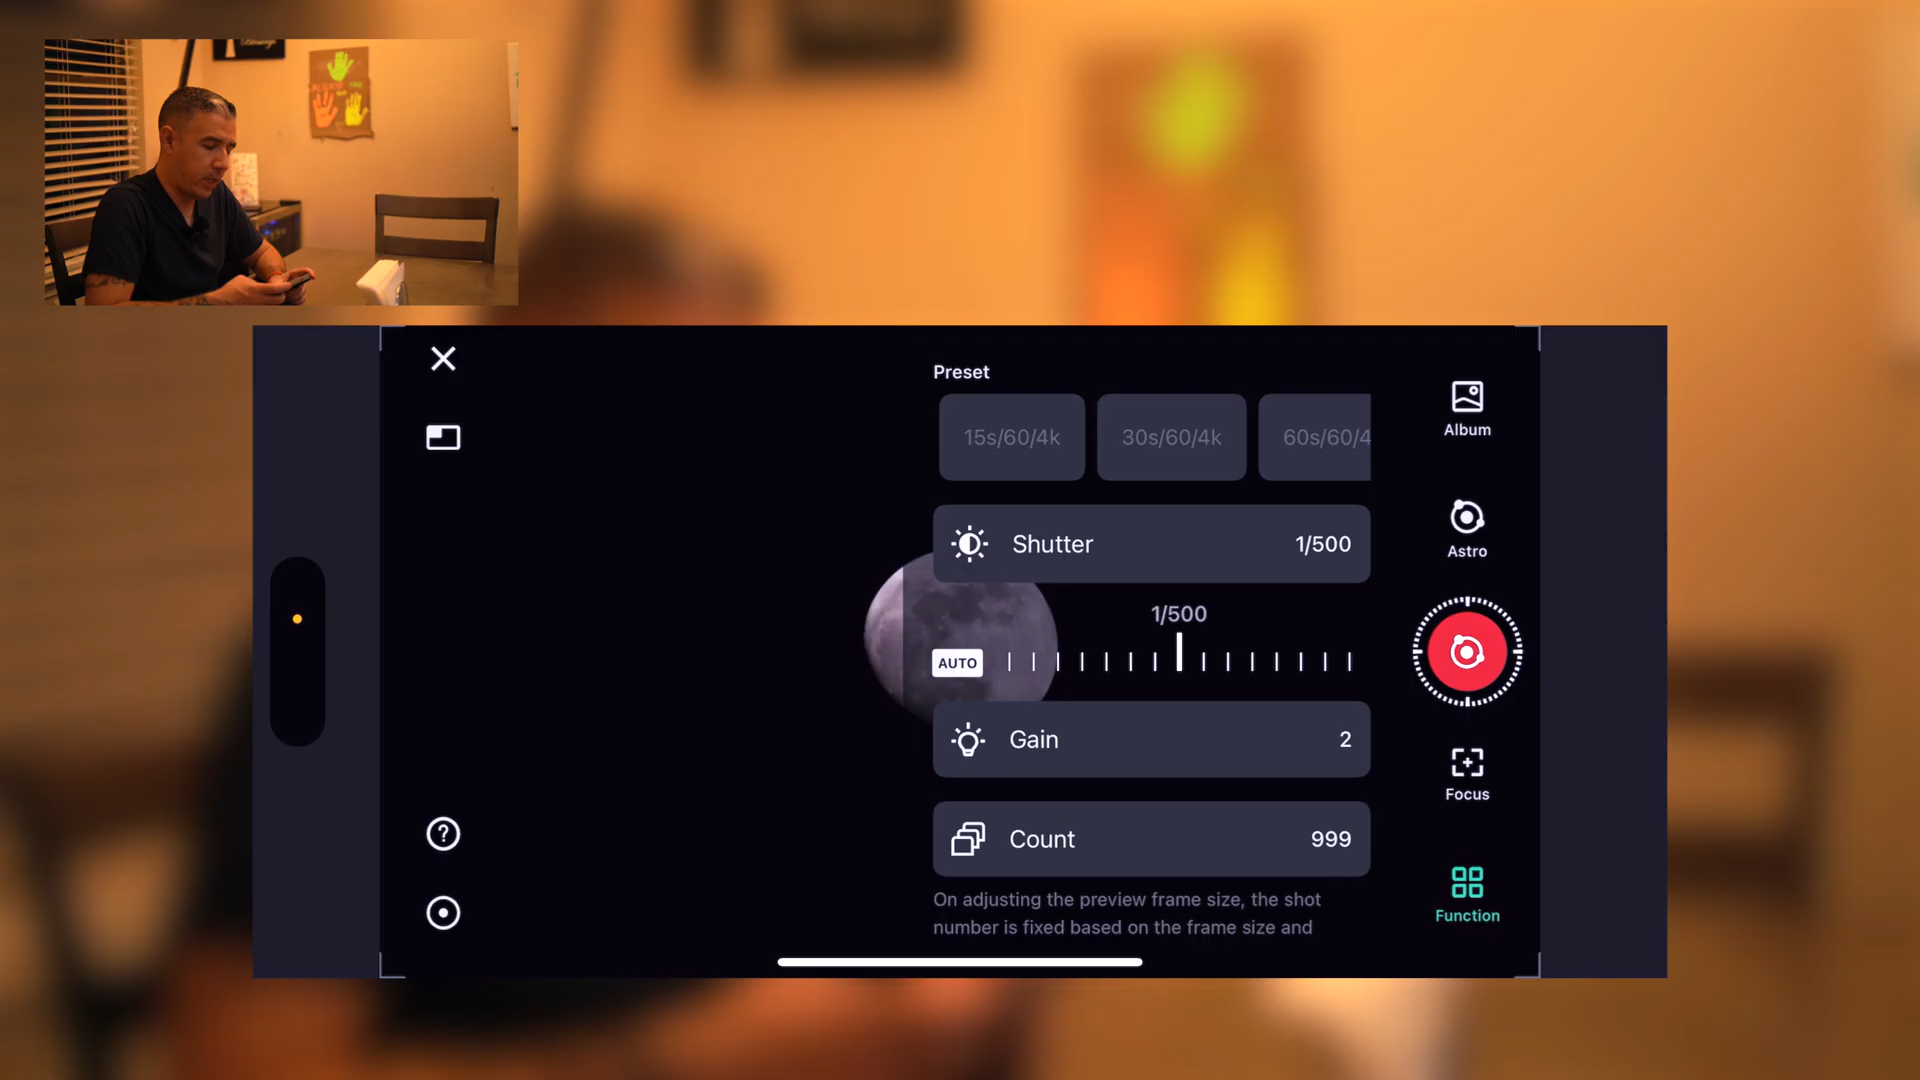 Preset
15s/60/4k
30s/60/4k
60s/60/4
Shutter
1/500
1/500
AUTO
Gain
2
Count
999
On adjusting the preview frame size, the shot
number is fixed based on the frame size and
Album
Astro
Focus
Function